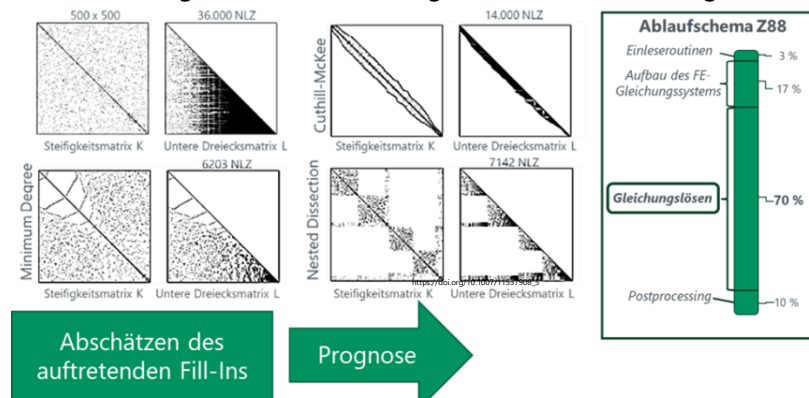 500 x 500
36.000 NLZ
Steifigkeitsmatrix K
Untere Dreiecksmatrix L
Cuthill-McKee
14.000 NLZ
Steifigkeitsmatrix K
Untere Dreiecksmatrix L
Minimum Degree
6203 NLZ
Steifigkeitsmatrix K
Untere Dreiecksmatrix L
Nested Dissection
7142 NLZ
Steifigkeitsmatrix K
Untere Dreiecksmatrix L
Abschätzen des
auftretenden Fill-Ins
Prognose
Ablaufschema Z88
Einleseroutinen
3 %
Aufbau des FE-
Gleichungssystems
17 %
Gleichungslösen
70 %
Postprocessing
10 %